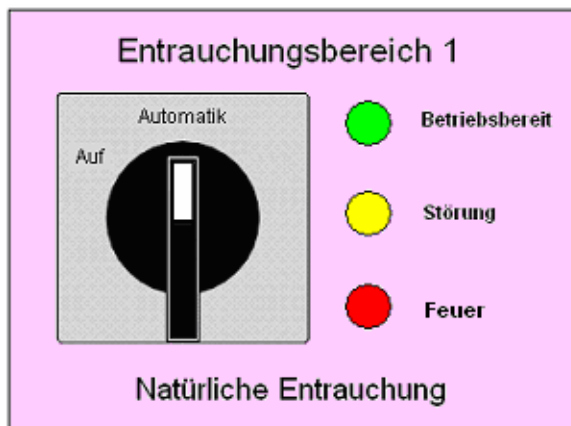 Entrauchungsbereich 1
Automatik
Auf
Betriebsbereit
Störung
Feuer
Natürliche Entrauchung